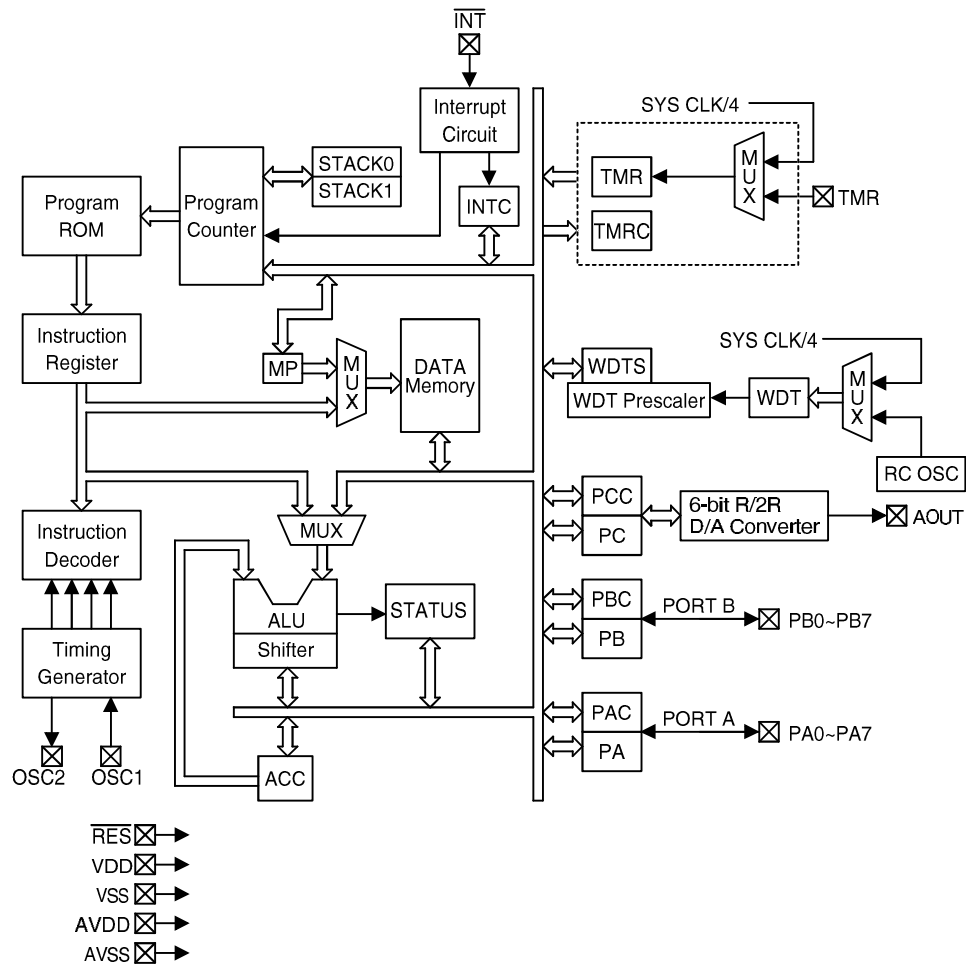 INT
Interrupt
Circuit
SYS CLK/4
STACK0
STACK1
Program
ROM
Program
Counter
INTC
TMR
MUX
TMR
TMRC
Instruction
Register
MP
MUX
DATA
Memory
SYS CLK/4
WDTS
WDT Prescaler
WDT
MUX
RC OSC
PCC
PC
6-bit R/2R
D/A Converter
AOUT
Instruction
Decoder
MUX
ALU
Shifter
STATUS
PBC
PB
PORT B
PB0~PB7
Timing
Generator
PAC
PA
PORT A
PA0~PA7
OSC2
OSC1
ACC
RES
VDD
VSS
AVDD
AVSS